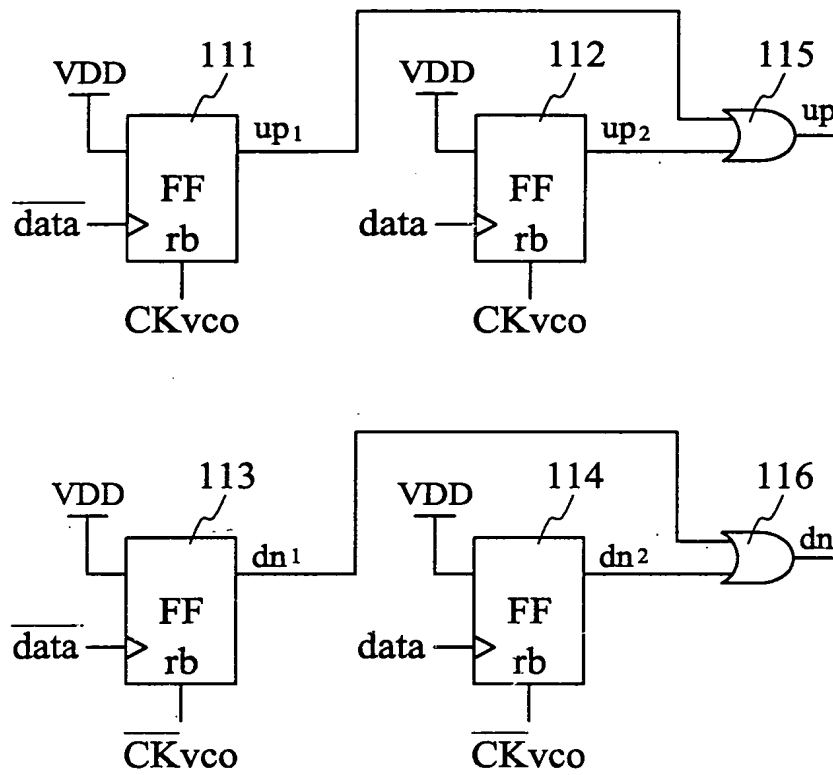 111
112
115
VDD
VDD
up
up₁
up₂
FF
FF
data
data
rb
rb
CKvco
CKvco
113
114
116
VDD
VDD
dn
dn1
dn2
FF
FF
data
data
rb
rb
CKvco
CKvco